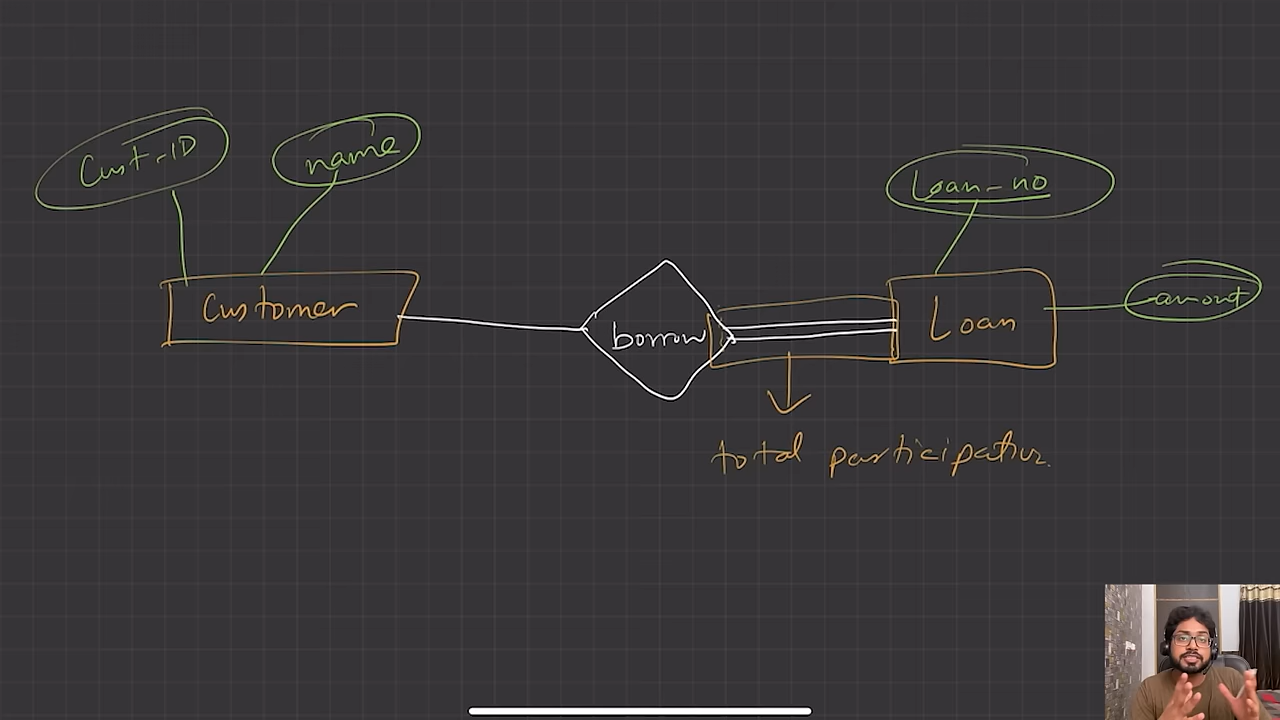 Cust-ID
name
Loan-no
Customer
borrow
Loan
amount
total participation